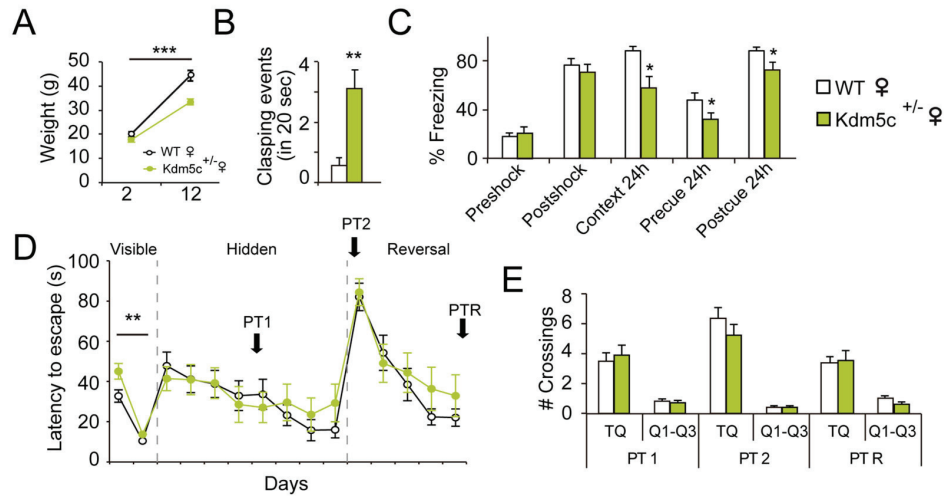 A
***
Weight (g)
50
40
30
20
10
0
WT ♀
Kdm5c +/- ♀
2
12
B
**
Clasping events
(in 20 sec)
4
2
0
C
% Freezing
80
40
0
*
*
*
Preshock
Postshock
Context 24h
Precue 24h
Postcue 24h
WT ♀
Kdm5c +/- ♀
D
Visible
Hidden
PT2
Reversal
PT1
PTR
**
Latency to escape (s)
100
80
60
40
20
0
Days
E
# Crossings
8
6
4
2
0
TQ Q1-Q3 TQ Q1-Q3 TQ Q1-Q3
PT 1 PT 2 PT R